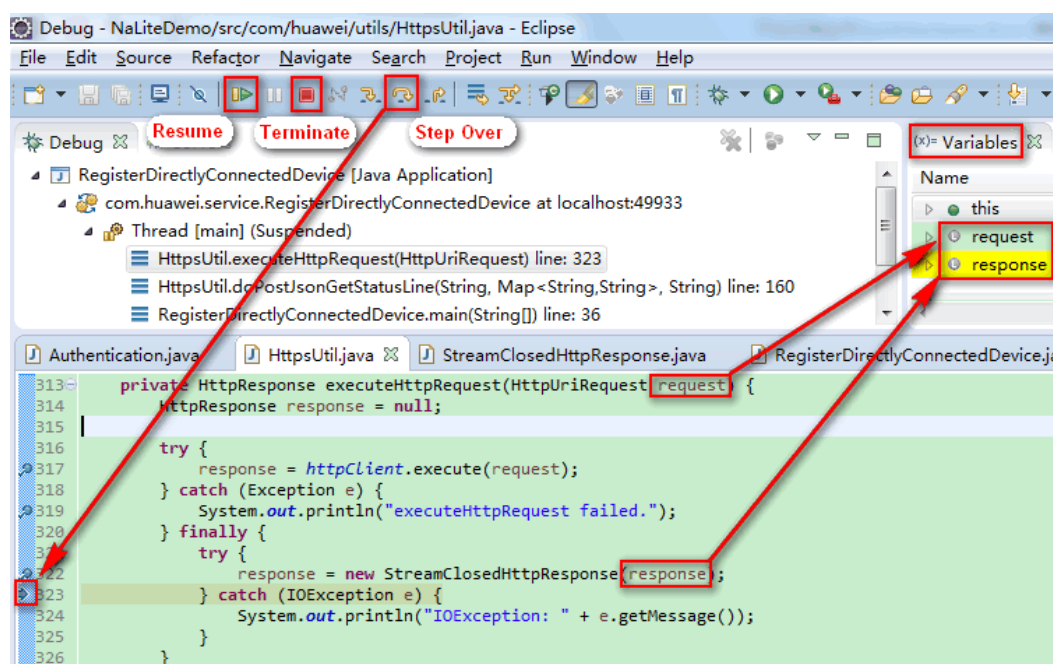 Debug - NaLiteDemo/src/com/huawei/utils/HttpsUtil.java - Eclipse
File Edit Source Refactor Navigate Search Project Run Window Help
Resume Terminate Step Over
Debug
(x)= Variables
RegisterDirectlyConnectedDevice [Java Application]
Name
com.huawei.service.RegisterDirectlyConnectedDevice at localhost:49933
this
Thread [main] (Suspended)
request
HttpsUtil.executeHttpRequest(HttpUriRequest) line: 323
response
HttpsUtil.doPostJsonGetStatusLine(String, Map<String,String>, String) line: 160
RegisterDirectlyConnectedDevice.main(String[]) line: 36
Authentication.java HttpsUtil.java StreamClosedHttpResponse.java RegisterDirectlyConnectedDevice.ja
313 private HttpResponse executeHttpRequest(HttpUriRequest request) {
314 HttpResponse response = null;
315
316 try {
317 response = httpClient.execute(request);
318 } catch (Exception e) {
319 System.out.println("executeHttpRequest failed.");
320 } finally {
try {
322 response = new StreamClosedHttpResponse(response);
323 } catch (IOException e) {
324 System.out.println("IOException: " + e.getMessage());
325 }
326 }